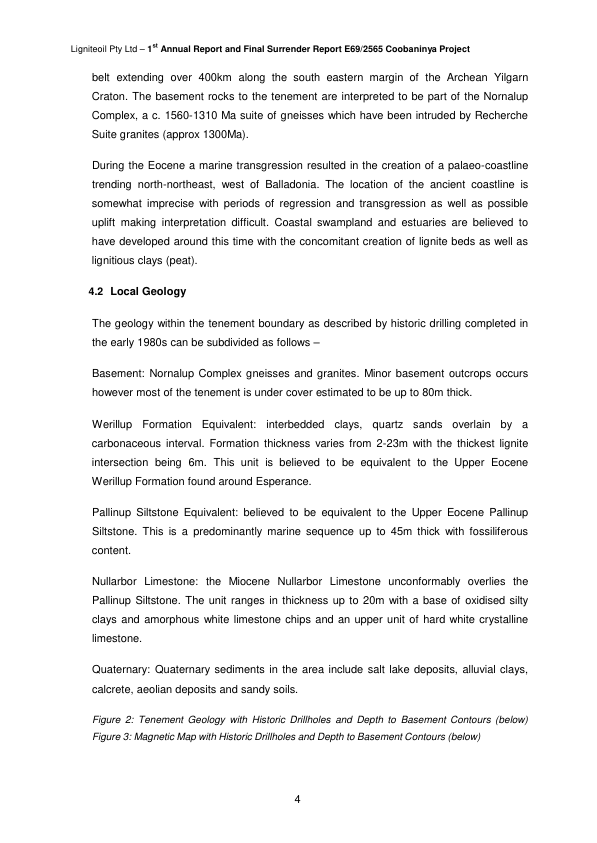 Ligniteoil Pty Ltd – 1st Annual Report and Final Surrender Report E69/2565 Coobaninya Project
belt extending over 400km along the south eastern margin of the Archean Yilgarn
Craton. The basement rocks to the tenement are interpreted to be part of the Nornalup
Complex, a c. 1560-1310 Ma suite of gneisses which have been intruded by Recherche
Suite granites (approx 1300Ma).
During the Eocene a marine transgression resulted in the creation of a palaeo-coastline
trending north-northeast, west of Balladonia. The location of the ancient coastline is
somewhat imprecise with periods of regression and transgression as well as possible
uplift making interpretation difficult. Coastal swampland and estuaries are believed to
have developed around this time with the concomitant creation of lignite beds as well as
lignitious clays (peat).
4.2 Local Geology
The geology within the tenement boundary as described by historic drilling completed in
the early 1980s can be subdivided as follows –
Basement: Nornalup Complex gneisses and granites. Minor basement outcrops occurs
however most of the tenement is under cover estimated to be up to 80m thick.
Werillup Formation Equivalent: interbedded clays, quartz sands overlain by a
carbonaceous interval. Formation thickness varies from 2-23m with the thickest lignite
intersection being 6m. This unit is believed to be equivalent to the Upper Eocene
Werillup Formation found around Esperance.
Pallinup Siltstone Equivalent: believed to be equivalent to the Upper Eocene Pallinup
Siltstone. This is a predominantly marine sequence up to 45m thick with fossiliferous
content.
Nullarbor Limestone: the Miocene Nullarbor Limestone unconformably overlies the
Pallinup Siltstone. The unit ranges in thickness up to 20m with a base of oxidised silty
clays and amorphous white limestone chips and an upper unit of hard white crystalline
limestone.
Quaternary: Quaternary sediments in the area include salt lake deposits, alluvial clays,
calcrete, aeolian deposits and sandy soils.
Figure 2: Tenement Geology with Historic Drillholes and Depth to Basement Contours (below)
Figure 3: Magnetic Map with Historic Drillholes and Depth to Basement Contours (below)
4